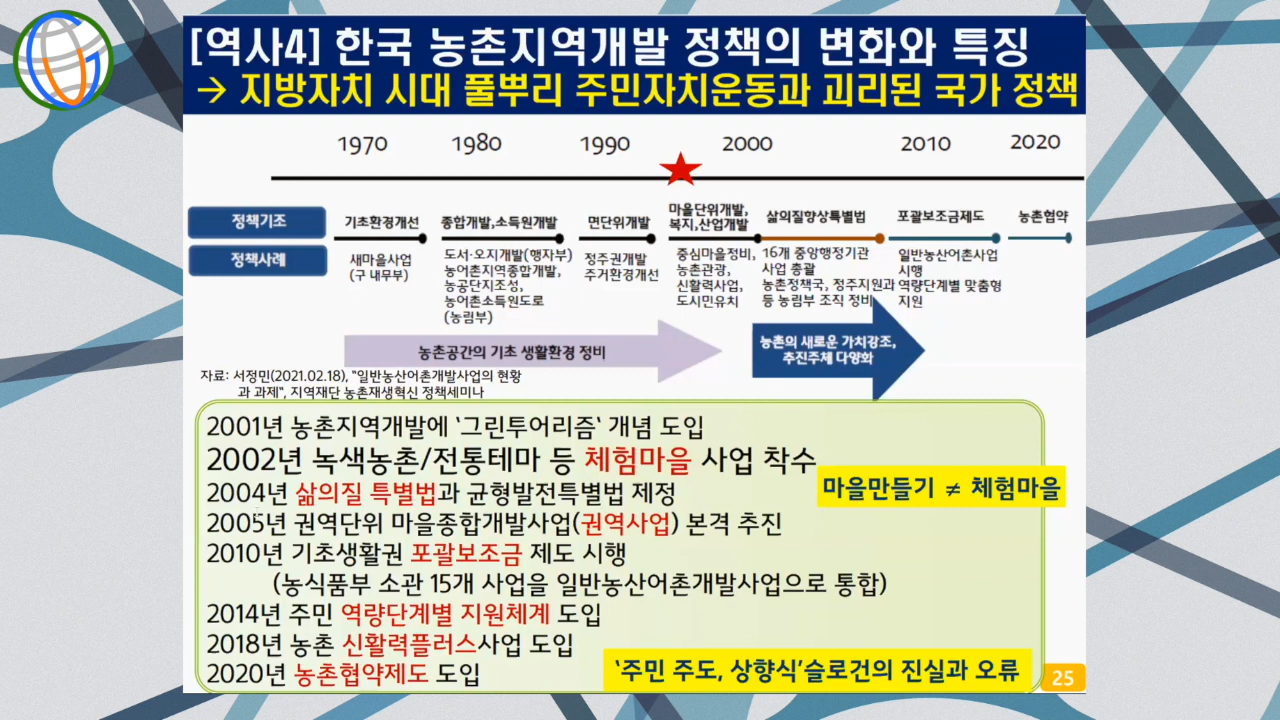 [역사4] 한국 농촌지역개발 정책의 변화와 특징
→ 지방자치 시대 풀뿌리 주민자치운동과 괴리된 국가 정책
1970 1980 1990 2000 2010 2020
정책기조
기초환경개선
종합개발,소득원개발
면단위개발
마을단위개발,
복지,산업개발
삶의질향상특별법
포괄보조금제도
농촌협약
정책사례
새마을사업
(구 내무부)
도서·오지개발(행자부)
농어촌지역종합개발,
농공단지조성,
농어촌소득원도로
(농림부)
정주권개발
주거환경개선
중심마을정비,
농촌관광,
신활력사업,
도시민유치
16개 중앙행정기관
사업 총괄
농촌정책국, 정주지원과
등 농림부 조직 정비
일반농산어촌사업
시행
역량단계별 맞춤형
지원
농촌공간의 기초 생활환경 정비
농촌의 새로운 가치강조,
추진주체 다양화
자료: 서정민(2021.02.18), "일반농산어촌개발사업의 현황
과 과제", 지역재단 농촌재생혁신 정책세미나
2001년 농촌지역개발에 '그린투어리즘' 개념 도입
2002년 녹색농촌/전통테마 등 체험마을 사업 착수
마을만들기 ≠ 체험마을
2004년 삶의질 특별법과 균형발전특별법 제정
2005년 권역단위 마을종합개발사업(권역사업) 본격 추진
2010년 기초생활권 포괄보조금 제도 시행
(농식품부 소관 15개 사업을 일반농산어촌개발사업으로 통합)
2014년 주민 역량단계별 지원체계 도입
2018년 농촌 신활력플러스사업 도입
2020년 농촌협약제도 도입
'주민 주도, 상향식'슬로건의 진실과 오류
25